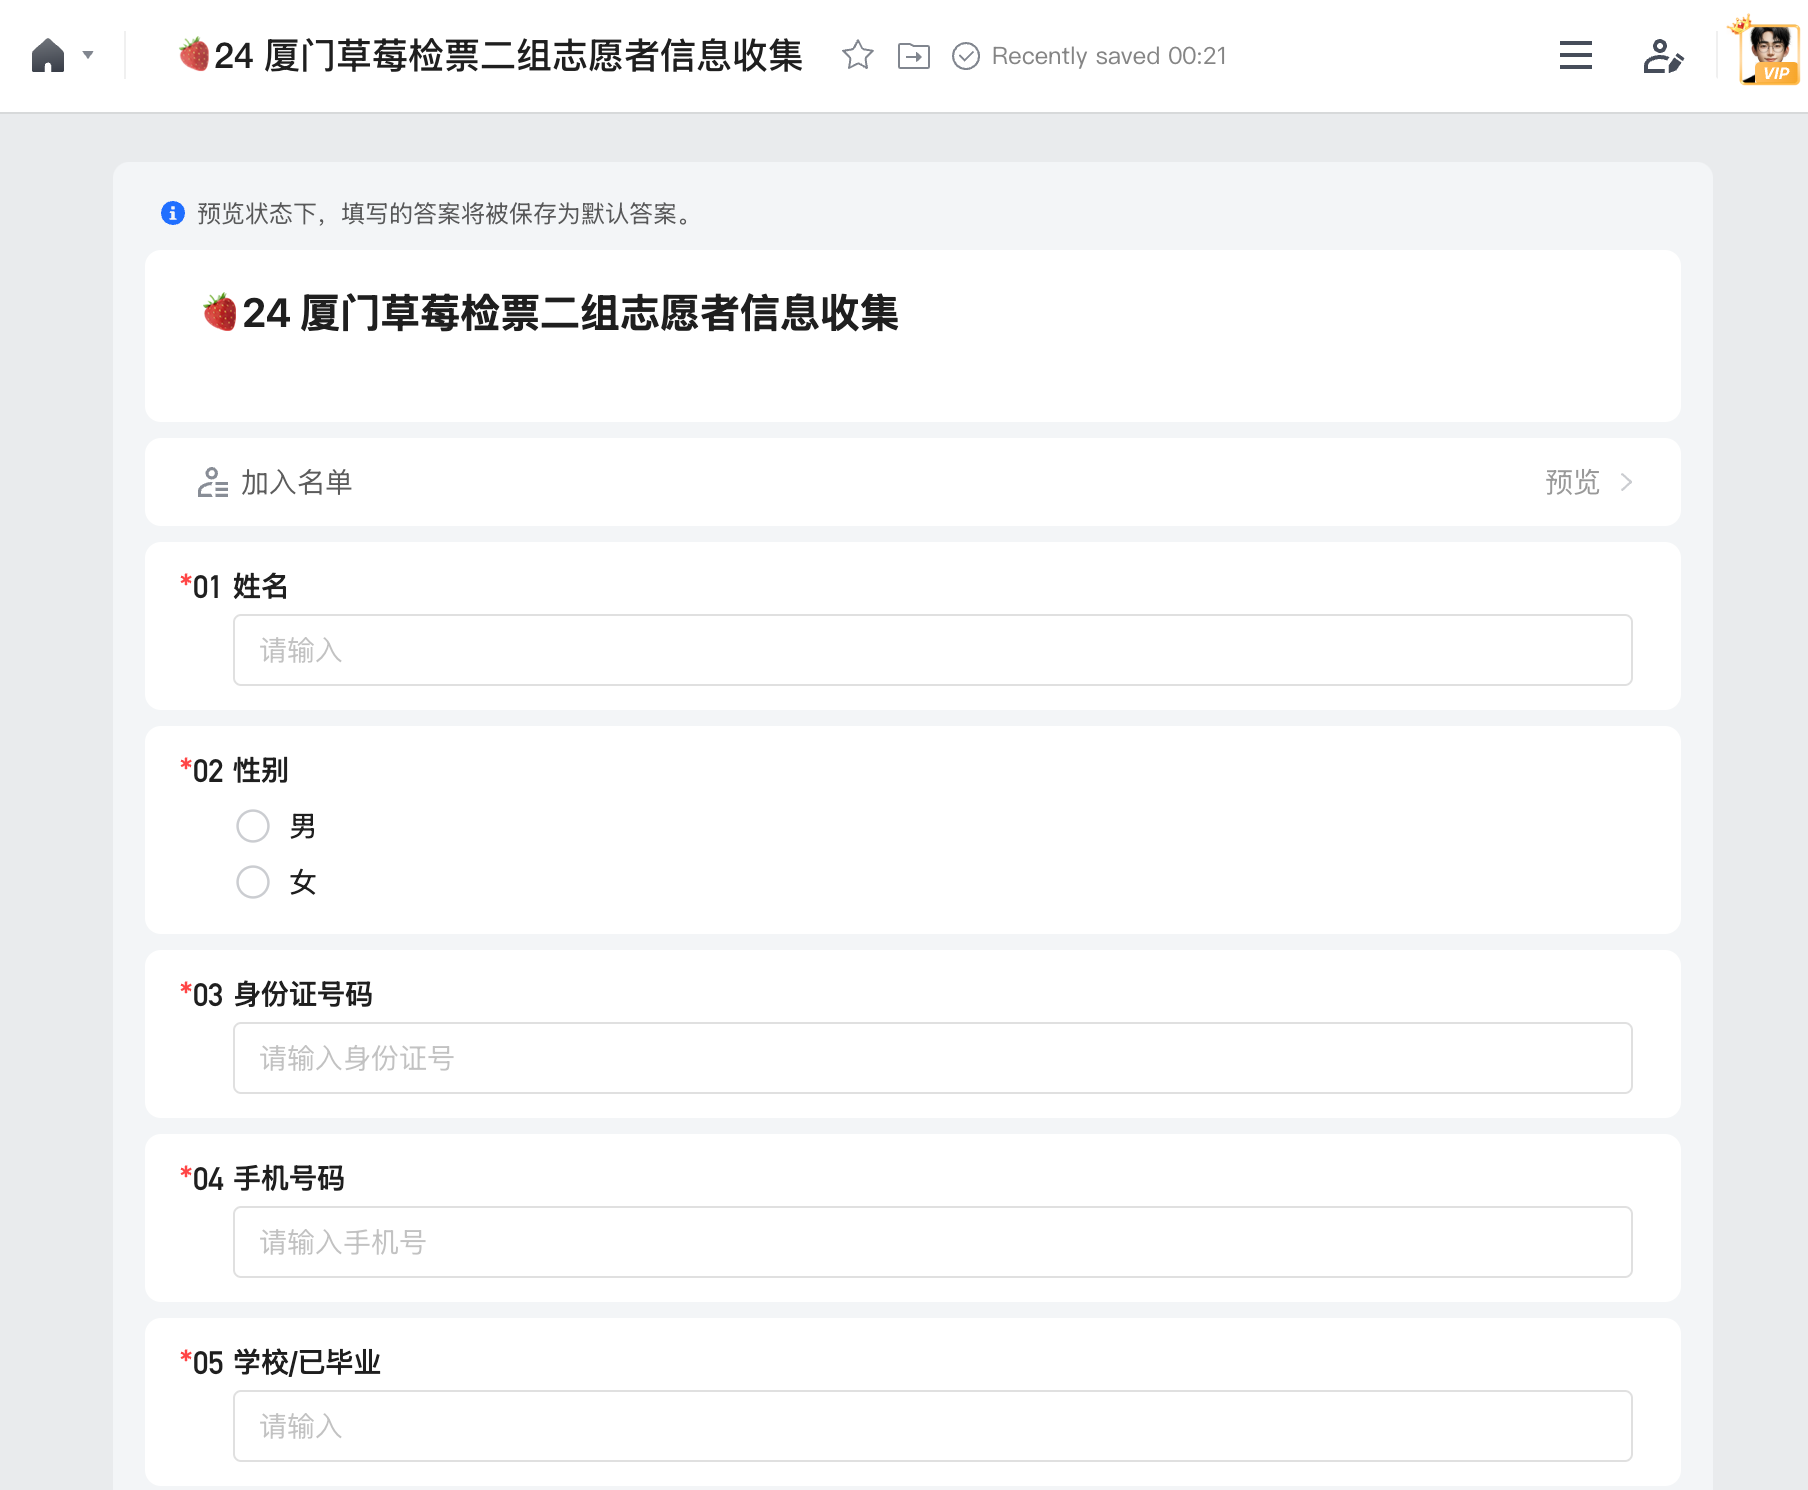 🍓24 厦门草莓检票二组志愿者信息收集
Recently saved 00:21
VIP
预览状态下，填写的答案将被保存为默认答案。
🍓24 厦门草莓检票二组志愿者信息收集
加入名单
预览
*01 姓名
请输入
*02 性别
男
女
*03 身份证号码
请输入身份证号
*04 手机号码
请输入手机号
*05 学校/已毕业
请输入